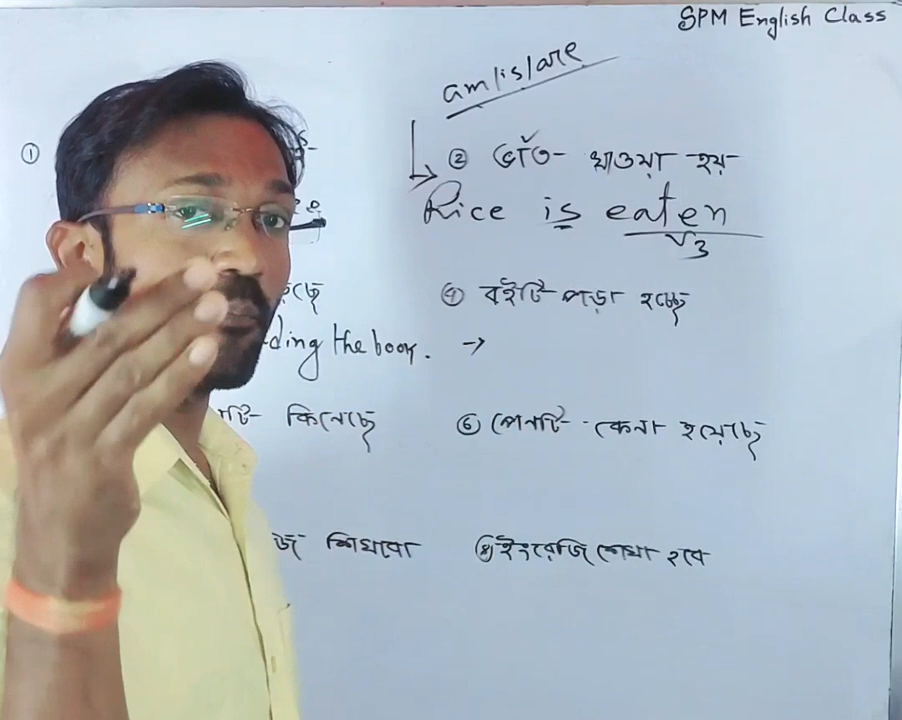 SPM English Class
am/is/are
①
② ভাত খাওয়া হয়
Rice is eaten
V3
ছে
④ বইটি পড়া হচ্ছে
ding the book. →
টি কিনেছে
⑥ পেনটি কেনা হয়েছে
শিখবো
⑧ ইংরেজি শেখা হবে